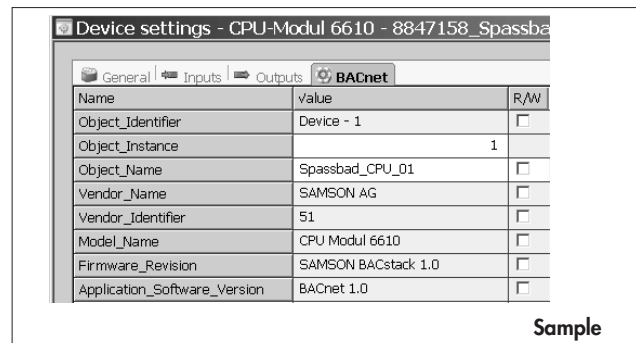 Device settings - CPU-Modul 6610 - 8847158_Spassba
General Inputs Outputs BACnet
Name Value R/W
Object_Identifier Device - 1
Object_Instance 1
Object_Name Spassbad_CPU_01
Vendor_Name SAMSON AG
Vendor_Identifier 51
Model_Name CPU Modul 6610
Firmware_Revision SAMSON BACstack 1.0
Application_Software_Version BACnet 1.0
Sample